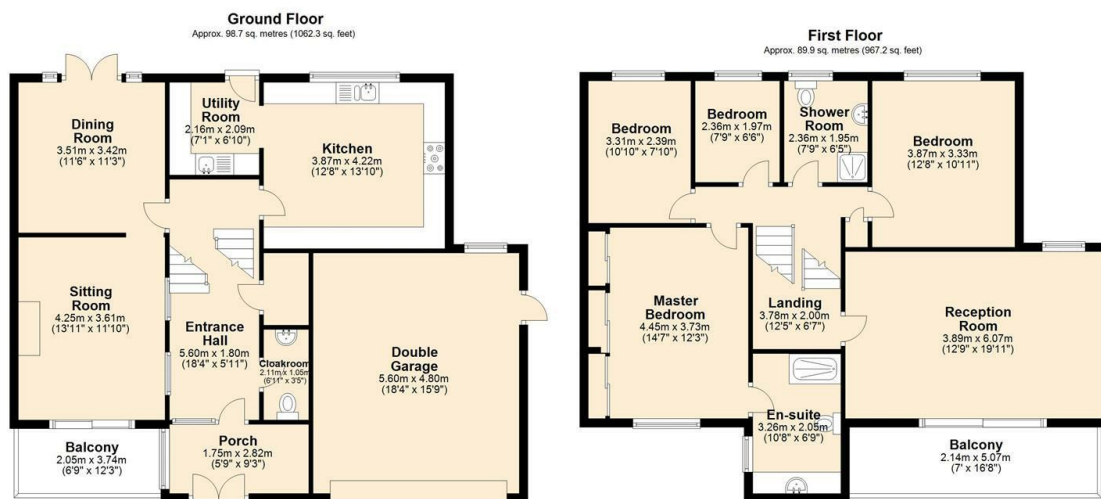 Ground Floor
Approx. 98.7 sq. metres (1062.3 sq. feet)
Dining
Room
3.51m x 3.42m
(11'6" x 11'3")
Utility
Room
2.16m x 2.09m
(7'1" x 6'10")
Kitchen
3.87m x 4.22m
(12'8" x 13'10")
Sitting
Room
4.25m x 3.61m
(13'11" x 11'10")
Entrance
Hall
5.60m x 1.80m
(18'4" x 5'11")
Cloakroom
2.11m x 1.05m
(6'11" x 3'5")
Double
Garage
5.60m x 4.80m
(18'4" x 15'9")
Balcony
2.05m x 3.74m
(6'9" x 12'3")
Porch
1.75m x 2.82m
(5'9" x 9'3")
First Floor
Approx. 89.9 sq. metres (967.2 sq. feet)
Bedroom
3.31m x 2.39m
(10'10" x 7'10")
Bedroom
2.36m x 1.97m
(7'9" x 6'6")
Shower
Room
2.36m x 1.95m
(7'9" x 6'5")
Bedroom
3.87m x 3.33m
(12'8" x 10'11")
Master
Bedroom
4.45m x 3.73m
(14'7" x 12'3")
Landing
3.78m x 2.00m
(12'5" x 6'7")
Reception
Room
3.89m x 6.07m
(12'9" x 19'11")
En-suite
3.26m x 2.05m
(10'8" x 6'9")
Balcony
2.14m x 5.07m
(7' x 16'8")